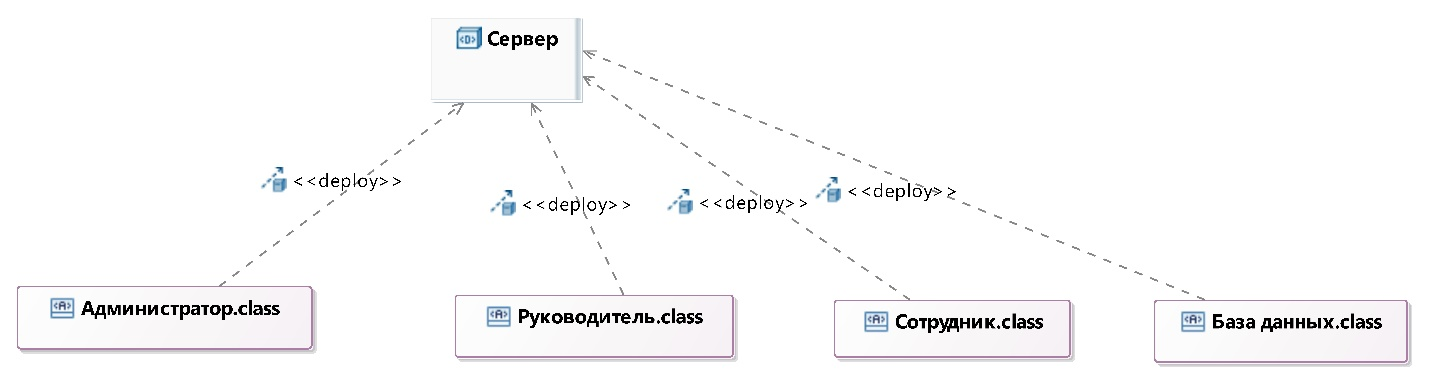 Сервер
<<deploy>>
<<deploy>>
<<deploy>>
<<deploy>>
Администратор.class
Руководитель.class
Сотрудник.class
База данных.class